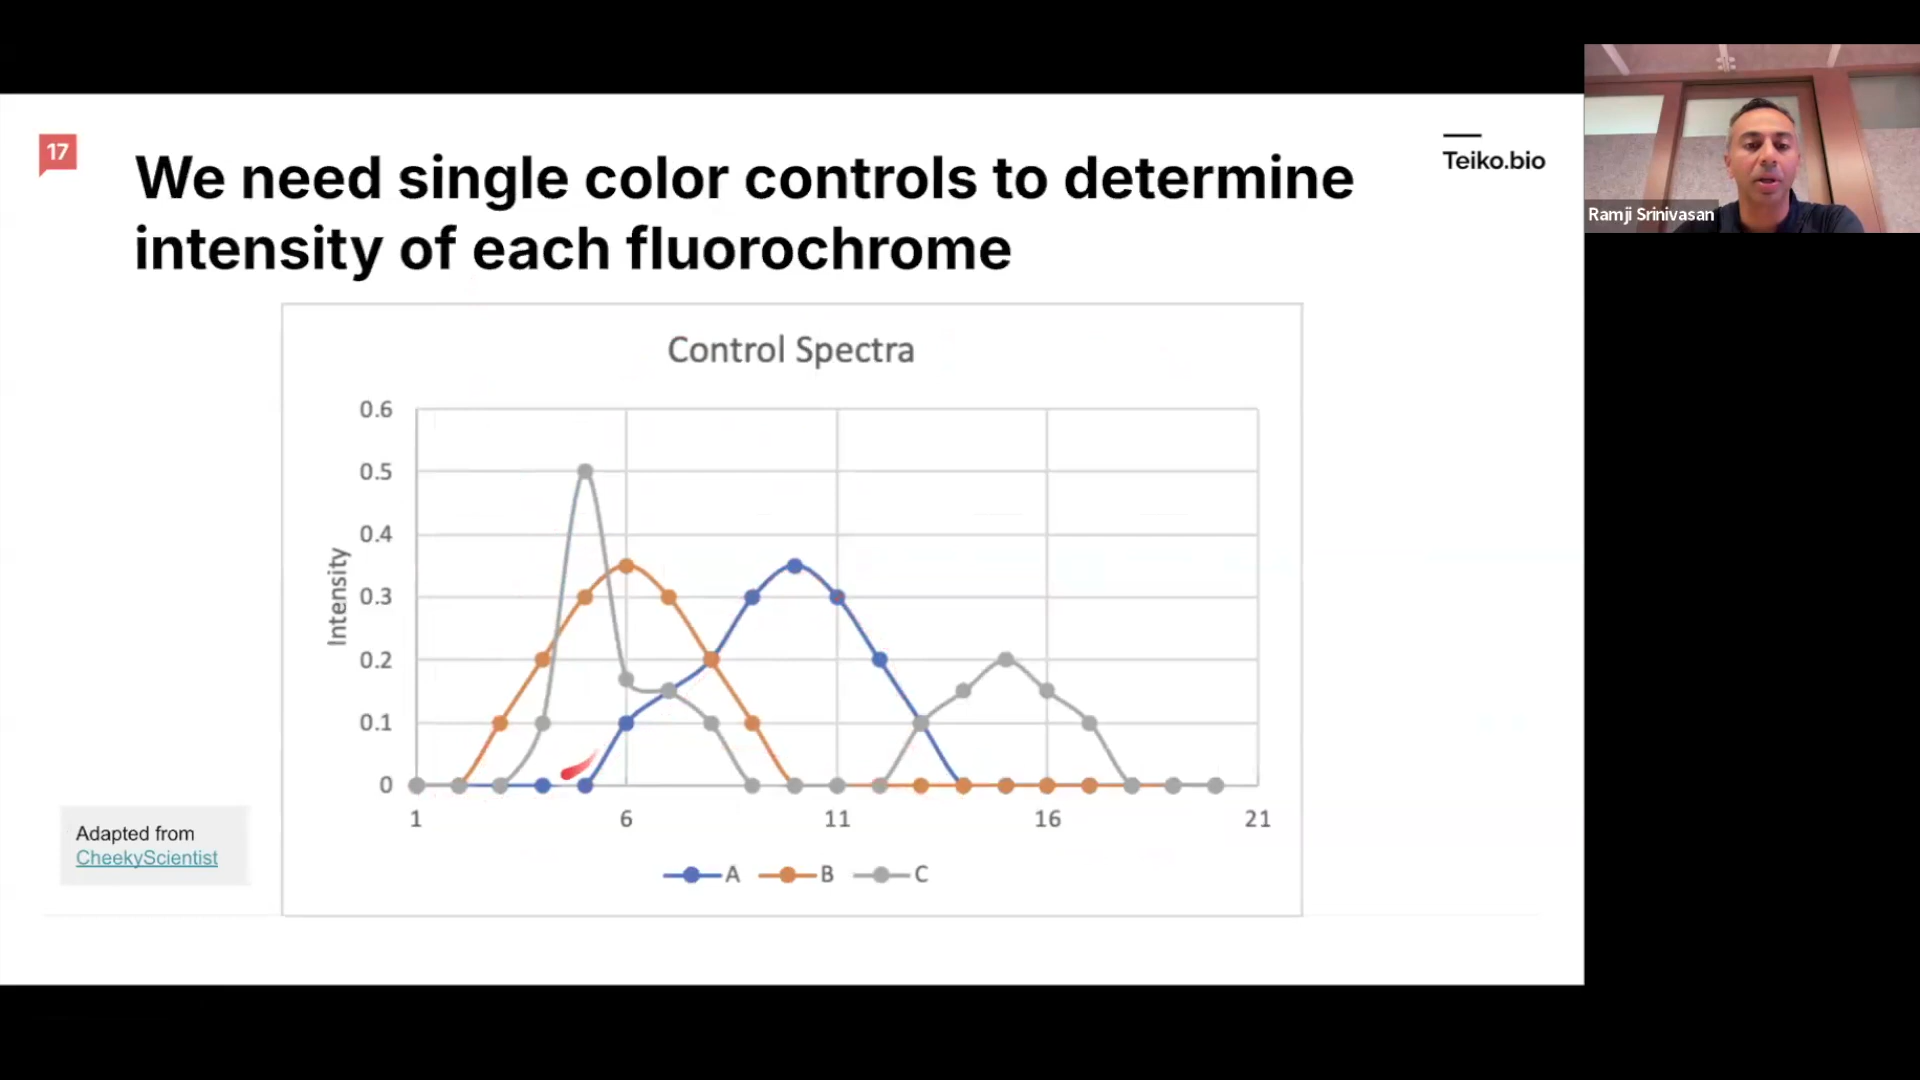 17
We need single color controls to determine
intensity of each fluorochrome
Teiko.bio
Ramji Srinivasan
Control Spectra
Intensity
0.6
0.5
0.4
0.3
0.2
0.1
0
1 6 11 16 21
A B C
Adapted from
CheekyScientist